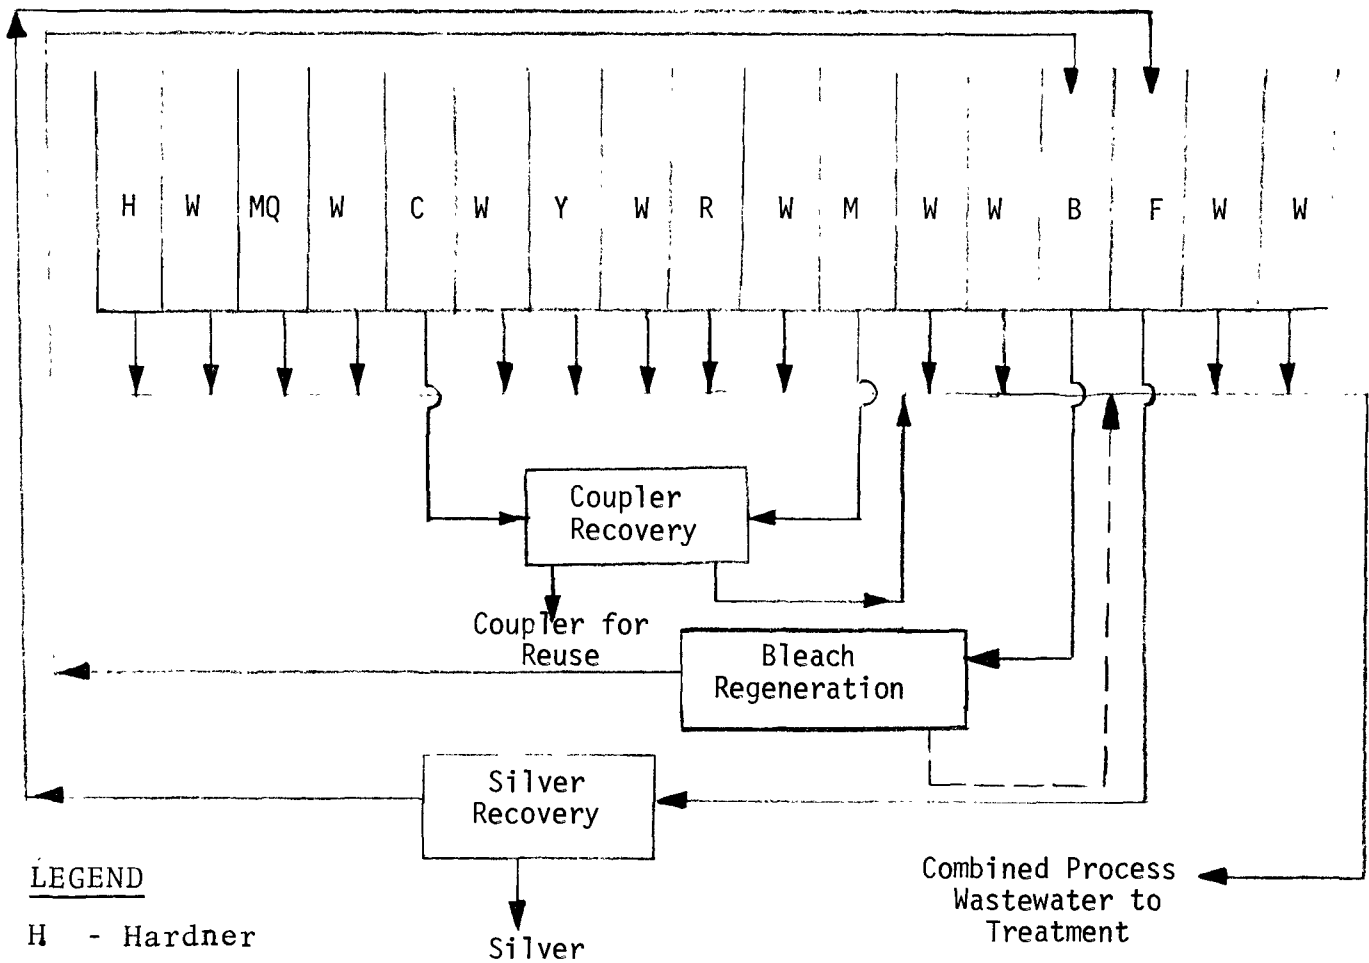 H W MQ W C W Y W R W M W W B F W W
Coupler
Recovery
Coupler for
Reuse
Bleach
Regeneration
Silver
Recovery
Combined Process
Wastewater to
Treatment
LEGEND
H - Hardner
Silver